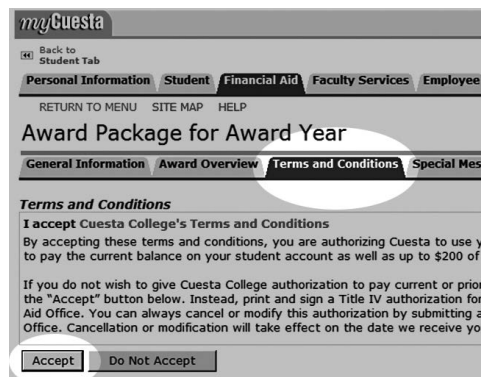 myCuesta
Back to
Student Tab
Personal Information Student Financial Aid Faculty Services Employee
RETURN TO MENU SITE MAP HELP
Award Package for Award Year
General Information Award Overview Terms and Conditions Special Mes
Terms and Conditions
I accept Cuesta College's Terms and Conditions
By accepting these terms and conditions, you are authorizing Cuesta to use y
to pay the current balance on your student account as well as up to $200 of
If you do not wish to give Cuesta College authorization to pay current or prio
the "Accept" button below. Instead, print and sign a Title IV authorization for
Aid Office. You can always cancel or modify this authorization by submitting a
Office. Cancellation or modification will take effect on the date we receive yo
Accept Do Not Accept